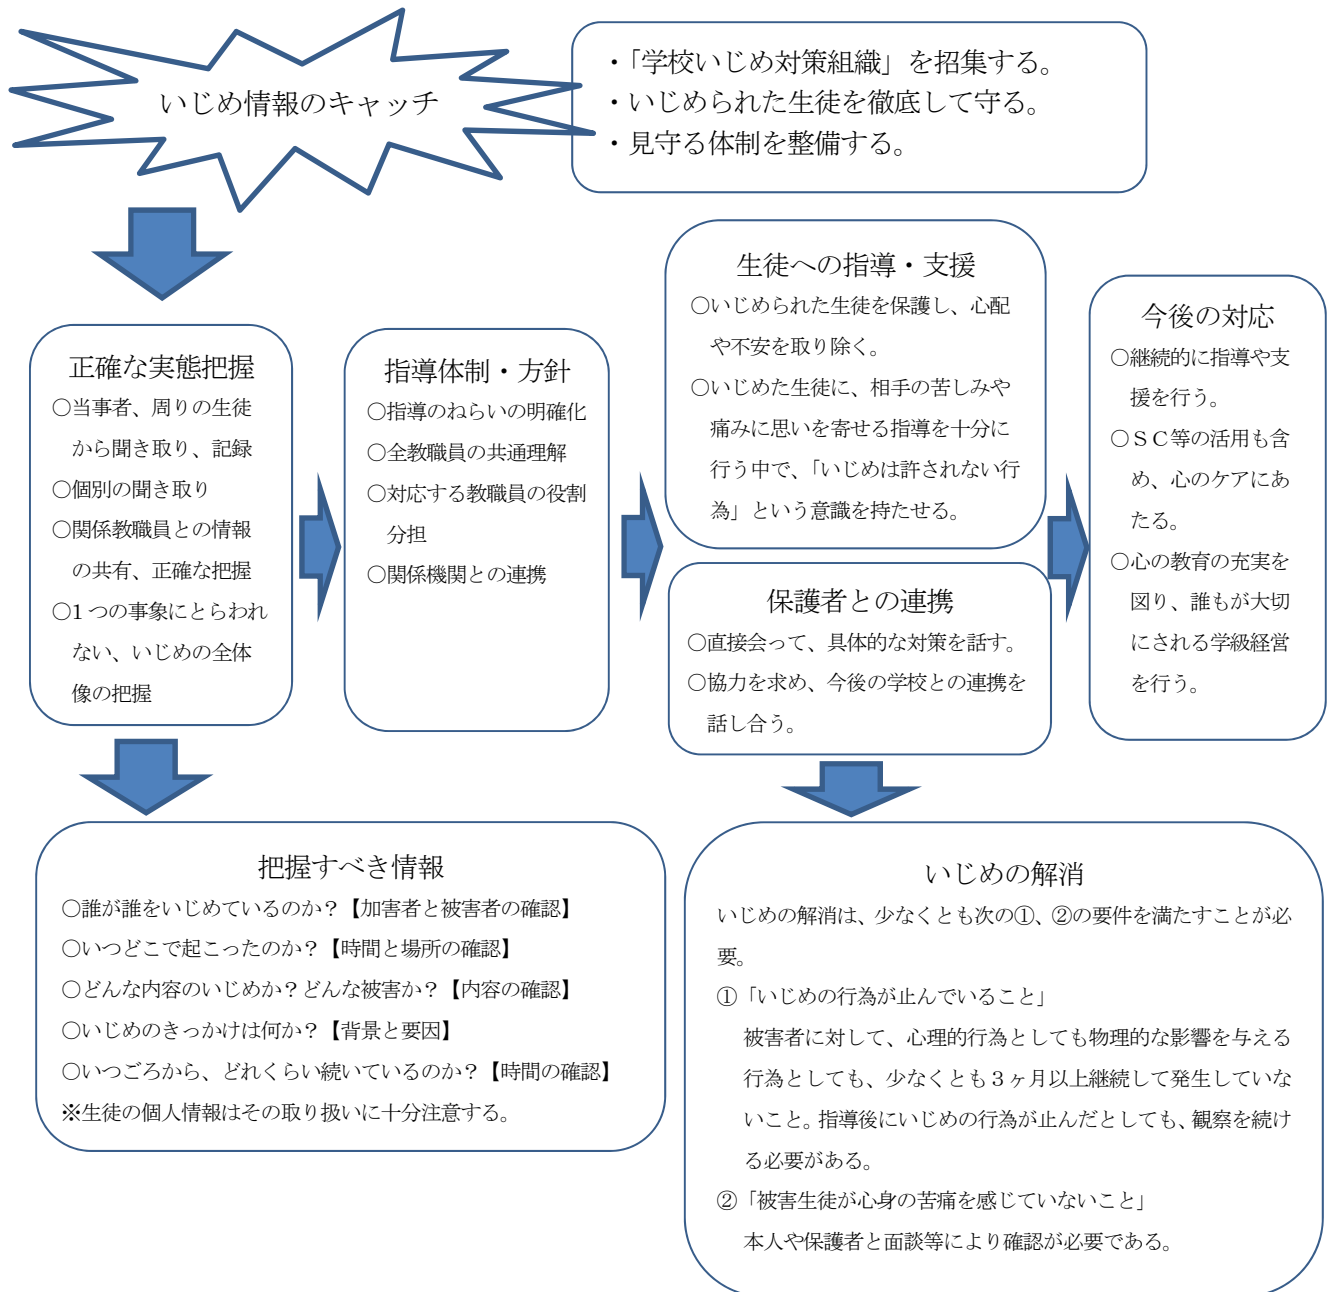 いじめ情報のキャッチ
・「学校いじめ対策組織」を招集する。
・いじめられた生徒を徹底して守る。
・見守る体制を整備する。
正確な実態把握
○当事者、周りの生徒
から聞き取り、記録
○個別の聞き取り
○関係教職員との情報
の共有、正確な把握
○1つの事象にとらわれ
ない、いじめの全体
像の把握
指導体制・方針
○指導のねらいの明確化
○全教職員の共通理解
○対応する教職員の役割
分担
○関係機関との連携
生徒への指導・支援
○いじめられた生徒を保護し、心配
や不安を取り除く。
○いじめた生徒に、相手の苦しみや
痛みに思いを寄せる指導を十分に
行う中で、「いじめは許されない行
為」という意識を持たせる。
保護者との連携
○直接会って、具体的な対策を話す。
○協力を求め、今後の学校との連携を
話し合う。
今後の対応
○継続的に指導や支
援を行う。
○ＳＣ等の活用も含
め、心のケアにあ
たる。
○心の教育の充実を
図り、誰もが大切
にされる学級経営
を行う。
把握すべき情報
○誰が誰をいじめているのか？【加害者と被害者の確認】
○いつどこで起こったのか？【時間と場所の確認】
○どんな内容のいじめか？どんな被害か？【内容の確認】
○いじめのきっかけは何か？【背景と要因】
○いつごろから、どれくらい続いているのか？【時間の確認】
※生徒の個人情報はその取り扱いに十分注意する。
いじめの解消
いじめの解消は、少なくとも次の①、②の要件を満たすことが必
要。
①「いじめの行為が止んでいること」
被害者に対して、心理的行為としても物理的な影響を与える
行為としても、少なくとも３ヶ月以上継続して発生していな
いこと。指導後にいじめの行為が止んだとしても、観察を続け
る必要がある。
②「被害生徒が心身の苦痛を感じていないこと」
本人や保護者と面談等により確認が必要である。